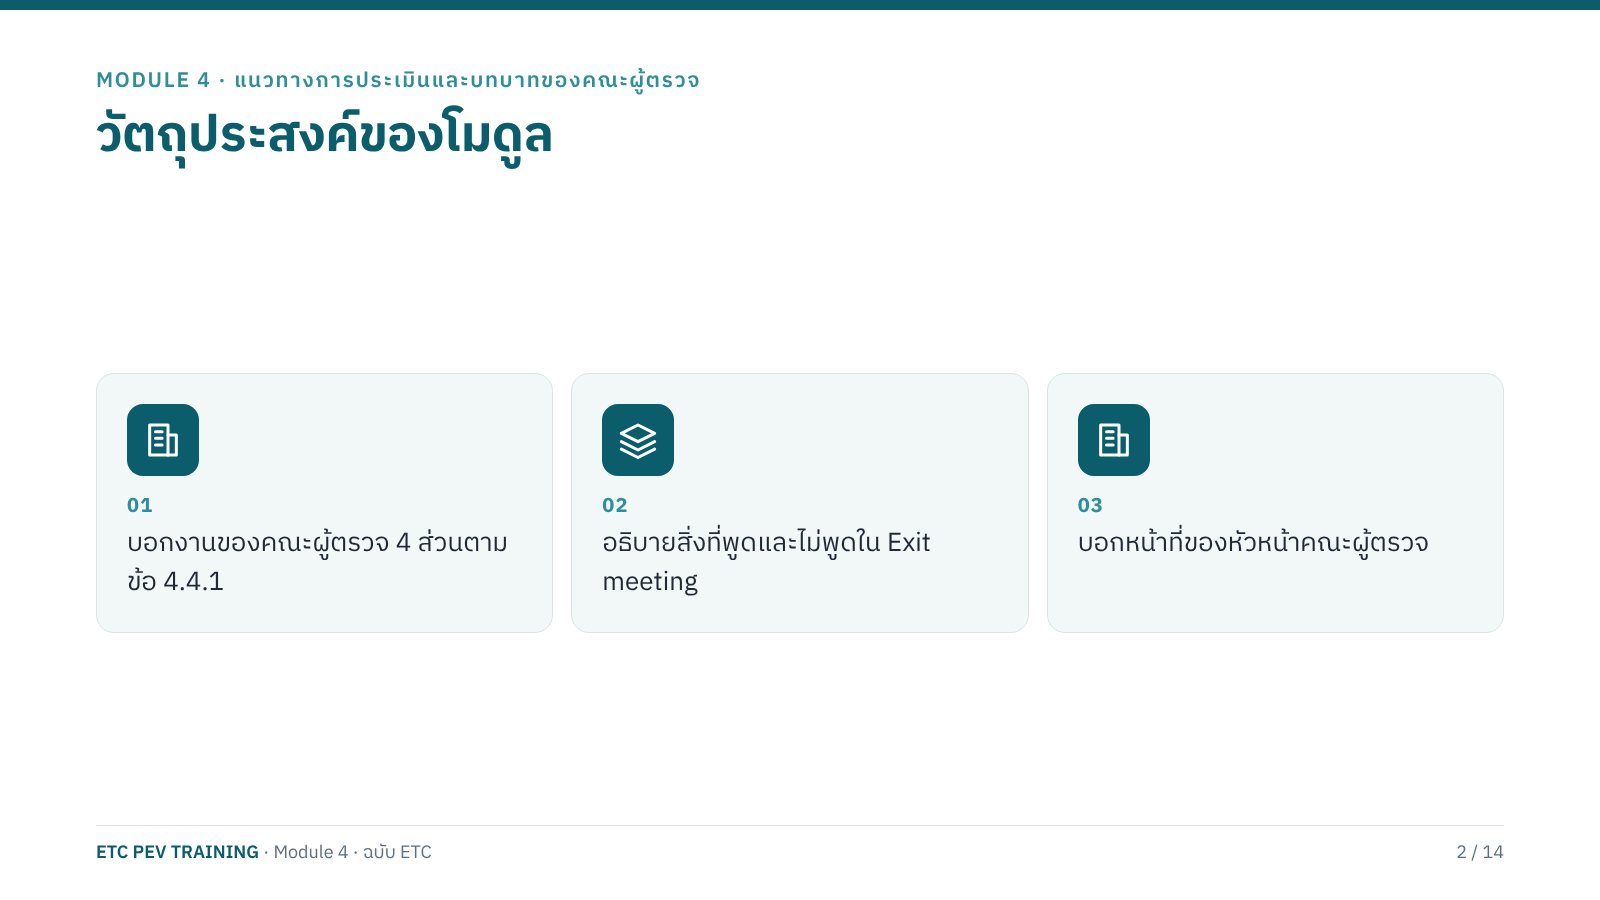 MODULE 4 · แนวทางการประเมินและบทบาทของคณะผู้ตรวจ
วัตถุประสงค์ของโมดูล
01
บอกงานของคณะผู้ตรวจ 4 ส่วนตาม
ข้อ 4.4.1
02
อธิบายสิ่งที่พูดและไม่พูดใน Exit
meeting
03
บอกหน้าที่ของหัวหน้าคณะผู้ตรวจ
ETC PEV TRAINING · Module 4 · ฉบับ ETC
2 / 14